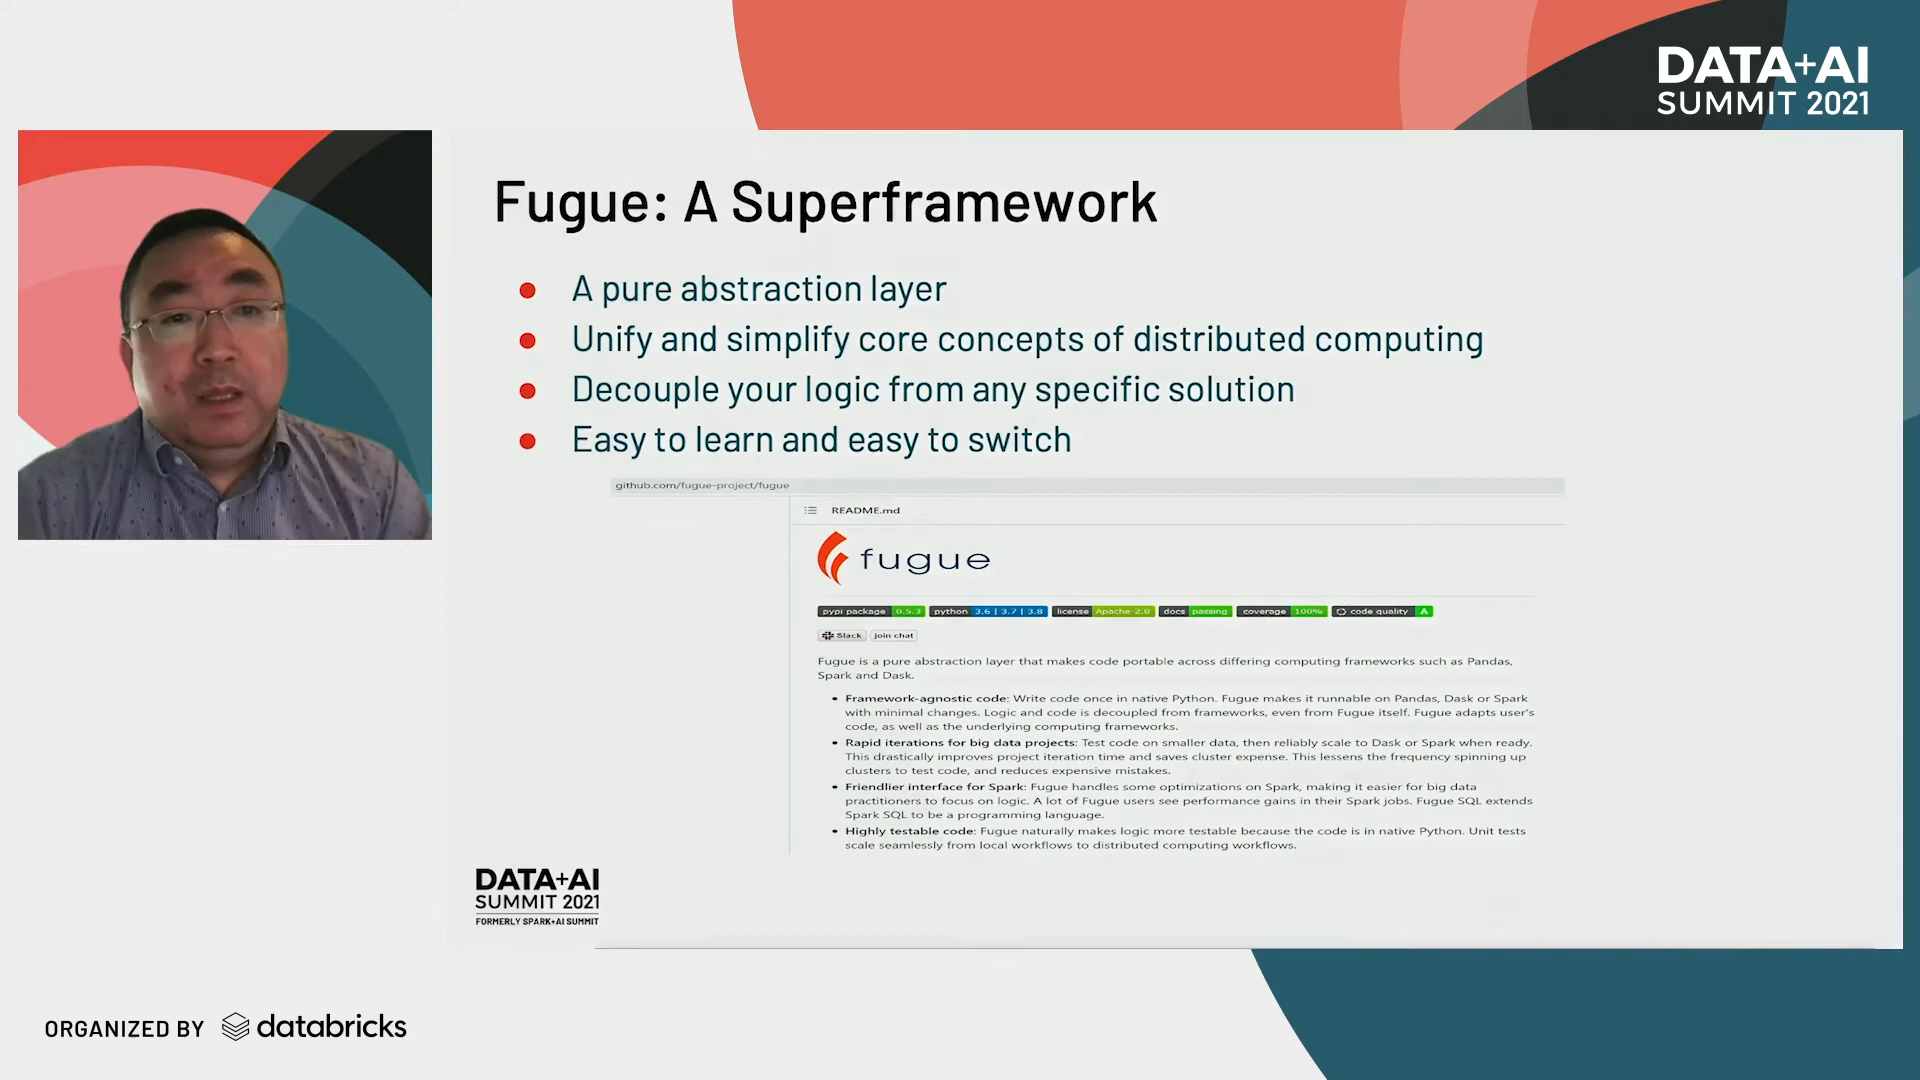 DATA+AI
SUMMIT 2021
Fugue: A Superframework
● A pure abstraction layer
● Unify and simplify core concepts of distributed computing
● Decouple your logic from any specific solution
● Easy to learn and easy to switch
github.com/fugue-project/fugue
README.md
fugue
pypi package 0.5.3 python 3.6 | 3.7 | 3.8 license Apache-2.0 docs passing coverage 100% code quality A
Slack join chat
Fugue is a pure abstraction layer that makes code portable across differing computing frameworks such as Pandas,
Spark and Dask.
• Framework-agnostic code: Write code once in native Python. Fugue makes it runnable on Pandas, Dask or Spark
with minimal changes. Logic and code is decoupled from frameworks, even from Fugue itself. Fugue adapts user's
code, as well as the underlying computing frameworks.
• Rapid iterations for big data projects: Test code on smaller data, then reliably scale to Dask or Spark when ready.
This drastically improves project iteration time and saves cluster expense. This lessens the frequency spinning up
clusters to test code, and reduces expensive mistakes.
• Friendlier interface for Spark: Fugue handles some optimizations on Spark, making it easier for big data
practitioners to focus on logic. A lot of Fugue users see performance gains in their Spark jobs. Fugue SQL extends
Spark SQL to be a programming language.
• Highly testable code: Fugue naturally makes logic more testable because the code is in native Python. Unit tests
scale seamlessly from local workflows to distributed computing workflows.
DATA+AI
SUMMIT 2021
FORMERLY SPARK+AI SUMMIT
ORGANIZED BY databricks